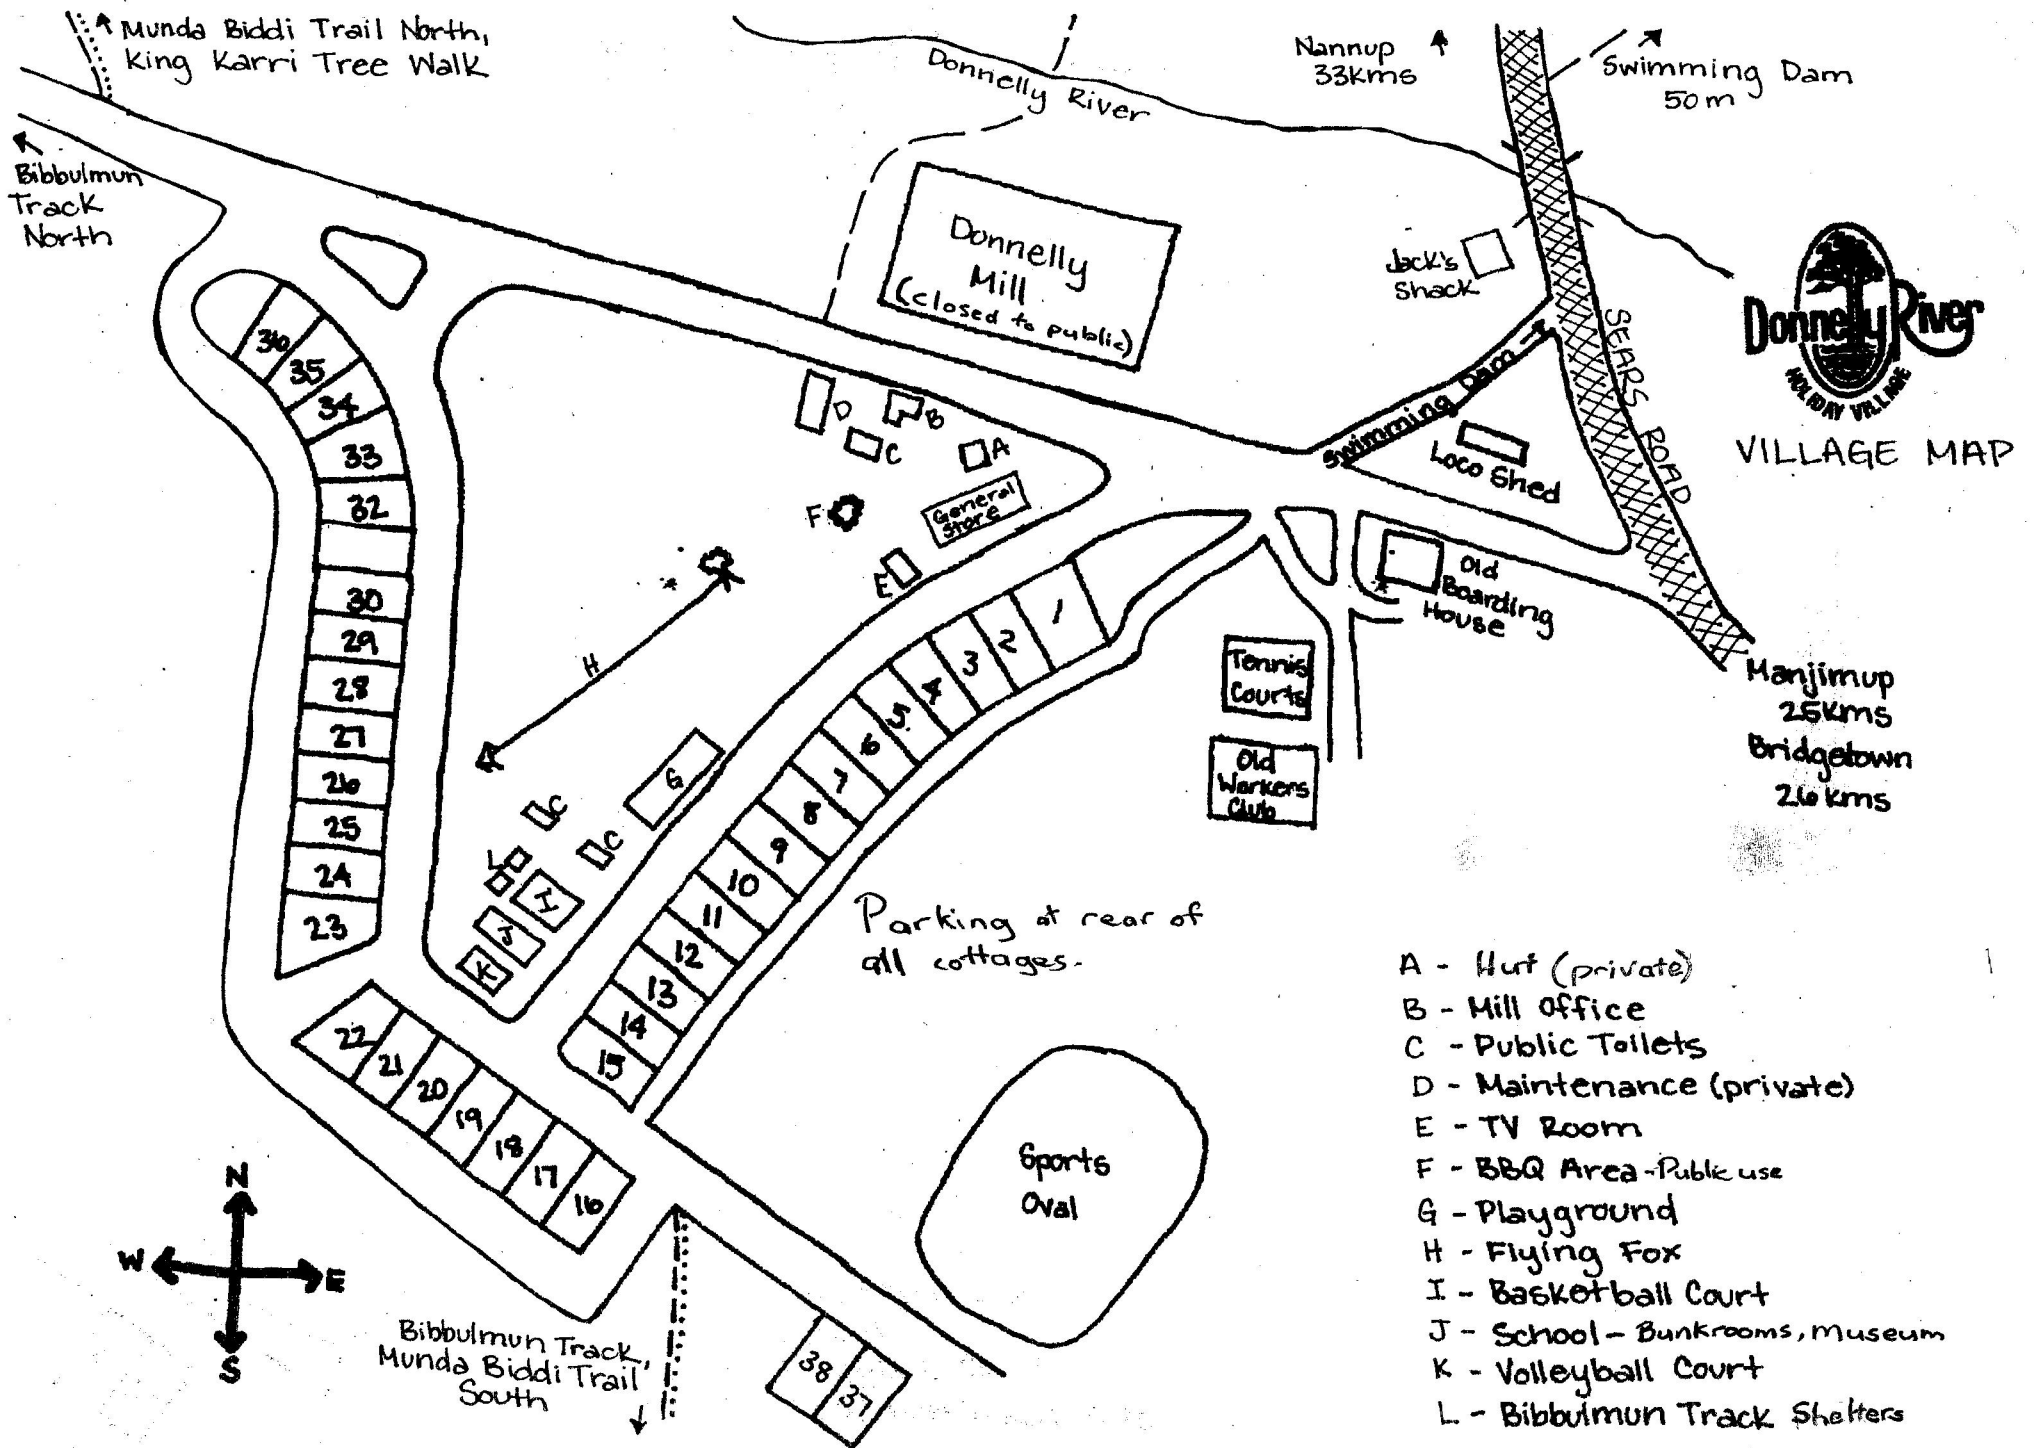 Munda Biddi Trail North,
King Karri Tree Walk
Bibbulmun
Track
North
Donnelly River
Nannup
33kms
Swimming Dam
50m
Donnelly
Mill
(closed to public)
Jack's
Shack
SEARS ROAD
Donnelly River
HOLIDAY VILLAGE
VILLAGE MAP
Swimming Dam
Loco Shed
Old
Boarding
House
D
B
C
A
General
Store
F
E
H
G
C
C
L
I
J
K
Tennis
Courts
Old
Workers
Club
Manjimup
25kms
Bridgetown
26kms
36
35
34
33
32
30
29
28
27
26
25
24
23
22
21
20
19
18
17
16
1
2
3
4
5
6
7
8
9
10
11
12
13
14
15
Parking at rear of
all cottages.
Sports
Oval
38
37
N
W
E
S
Bibbulmun Track,
Munda Biddi Trail
South
A - Hut (private)
B - Mill Office
C - Public Toilets
D - Maintenance (private)
E - TV Room
F - BBQ Area - Public use
G - Playground
H - Flying Fox
I - Basketball Court
J - School - Bunkrooms, Museum
K - Volleyball Court
L - Bibbulmun Track Shelters